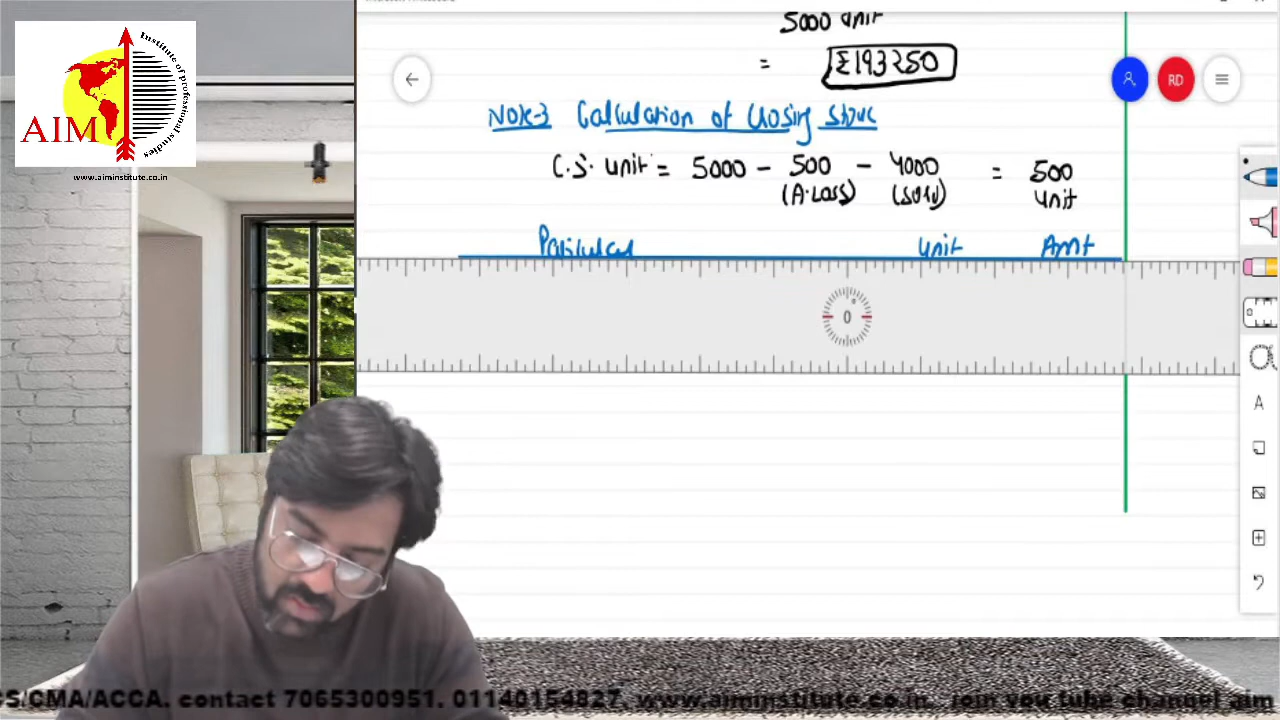 AIM
Institute of professional studies
www.aiminstitute.co.in
5000 unit
= ₹193250
RD
Note-3 Calculation of Closing Stock
C.S. unit = 5000 - 500 - 4000 = 500
(A.Loss) (Sold) unit
Particular unit Amt
0
A
CS/CMA/ACCA. contact 7065300951. 01140154827. www.aiminstitute.co.in. join you tube channel aim